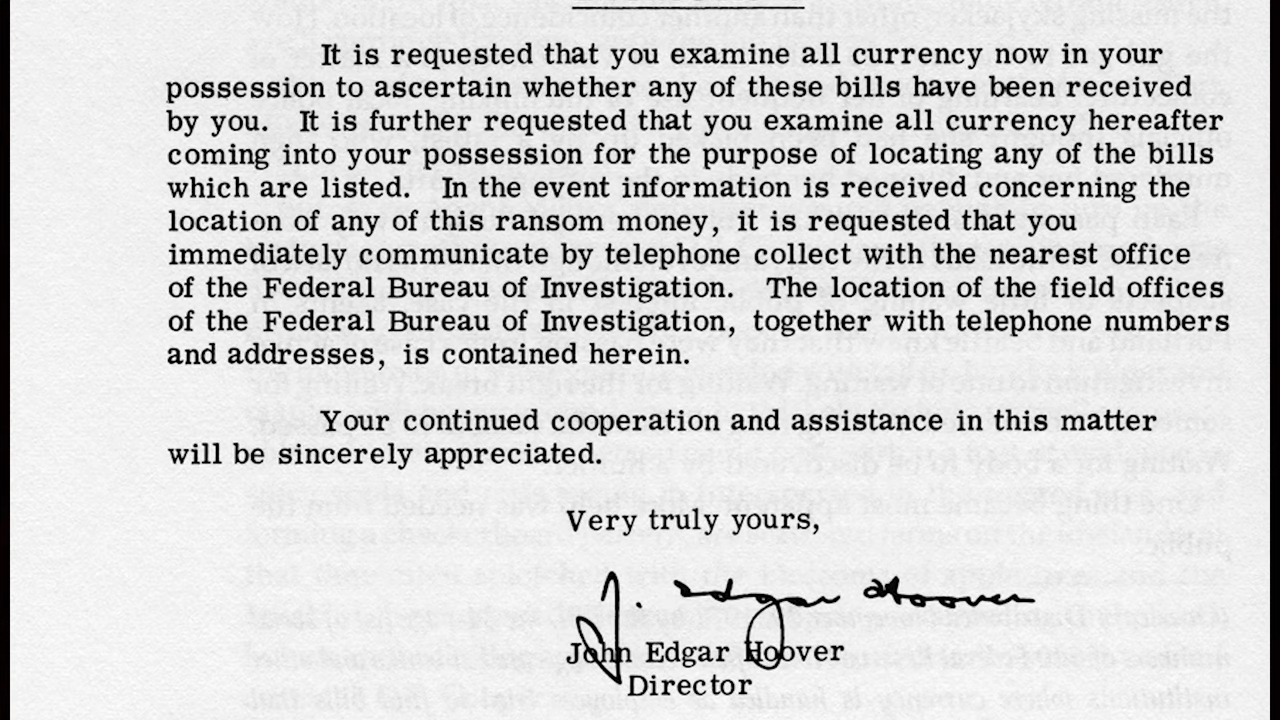 It is requested that you examine all currency now in your
possession to ascertain whether any of these bills have been received
by you. It is further requested that you examine all currency hereafter
coming into your possession for the purpose of locating any of the bills
which are listed. In the event information is received concerning the
location of any of this ransom money, it is requested that you
immediately communicate by telephone collect with the nearest office
of the Federal Bureau of Investigation. The location of the field offices
of the Federal Bureau of Investigation, together with telephone numbers
and addresses, is contained herein.
Your continued cooperation and assistance in this matter
will be sincerely appreciated.
Very truly yours,
J. Edgar Hoover
John Edgar Hoover
Director